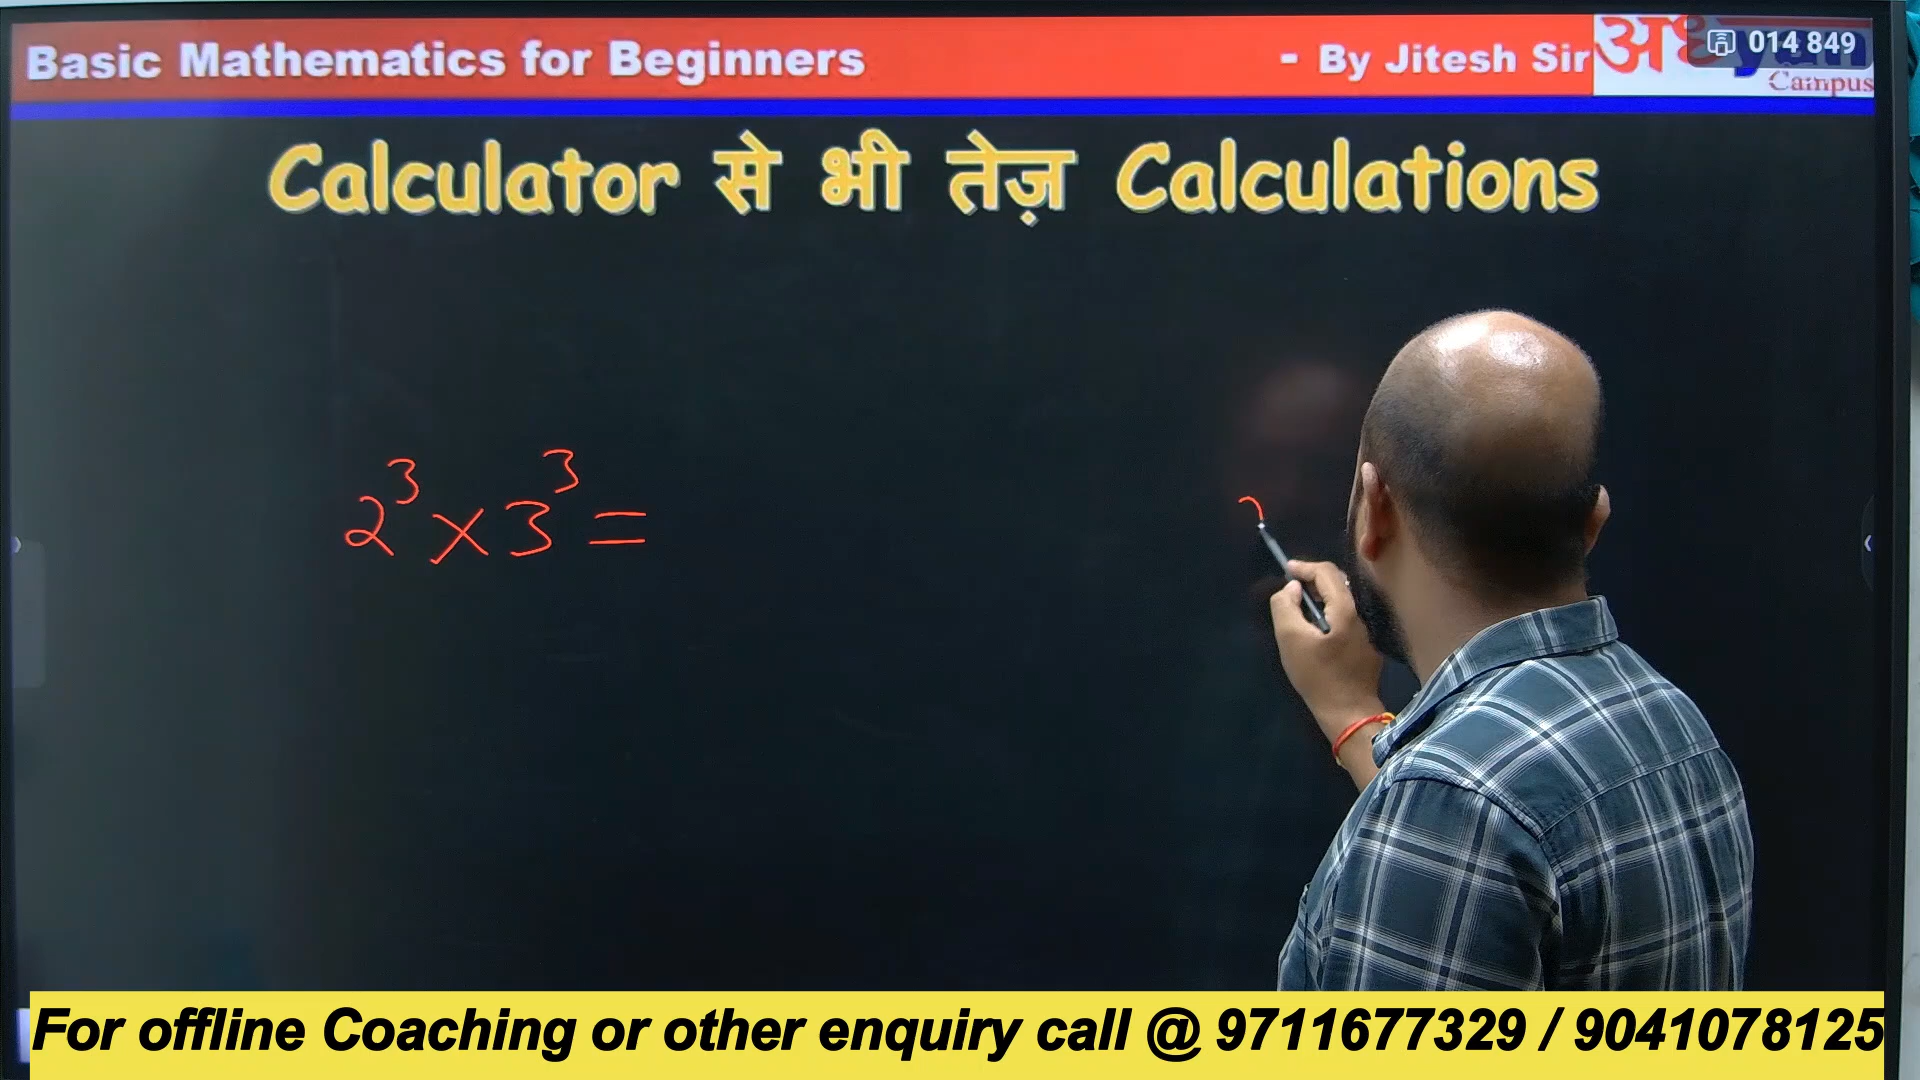 Basic Mathematics for Beginners - By Jitesh Sir
014 849
Campus
Calculator से भी तेज़ Calculations
2³ × 3³ =
For offline Coaching or other enquiry call @ 9711677329 / 9041078125